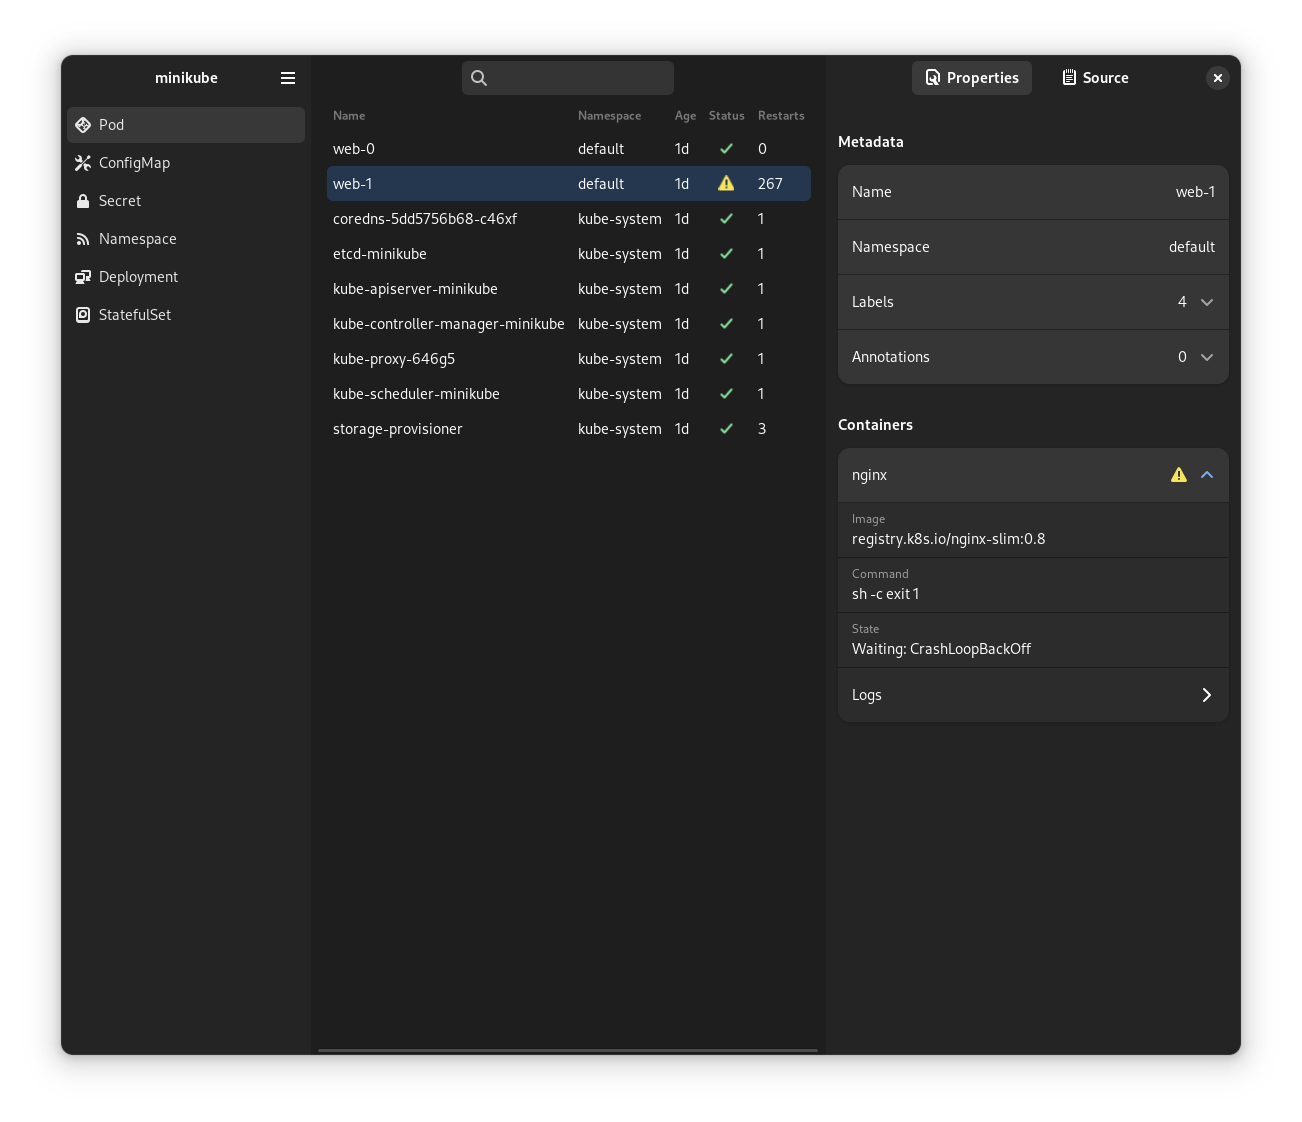 minikube
Pod
ConfigMap
Secret
Namespace
Deployment
StatefulSet
Name Namespace Age Status Restarts
web-0 default 1d 0
web-1 default 1d 267
coredns-5dd5756b68-c46xf kube-system 1d 1
etcd-minikube kube-system 1d 1
kube-apiserver-minikube kube-system 1d 1
kube-controller-manager-minikube kube-system 1d 1
kube-proxy-646g5 kube-system 1d 1
kube-scheduler-minikube kube-system 1d 1
storage-provisioner kube-system 1d 3
Properties Source
Metadata
Name web-1
Namespace default
Labels 4
Annotations 0
Containers
nginx
Image
registry.k8s.io/nginx-slim:0.8
Command
sh -c exit 1
State
Waiting: CrashLoopBackOff
Logs